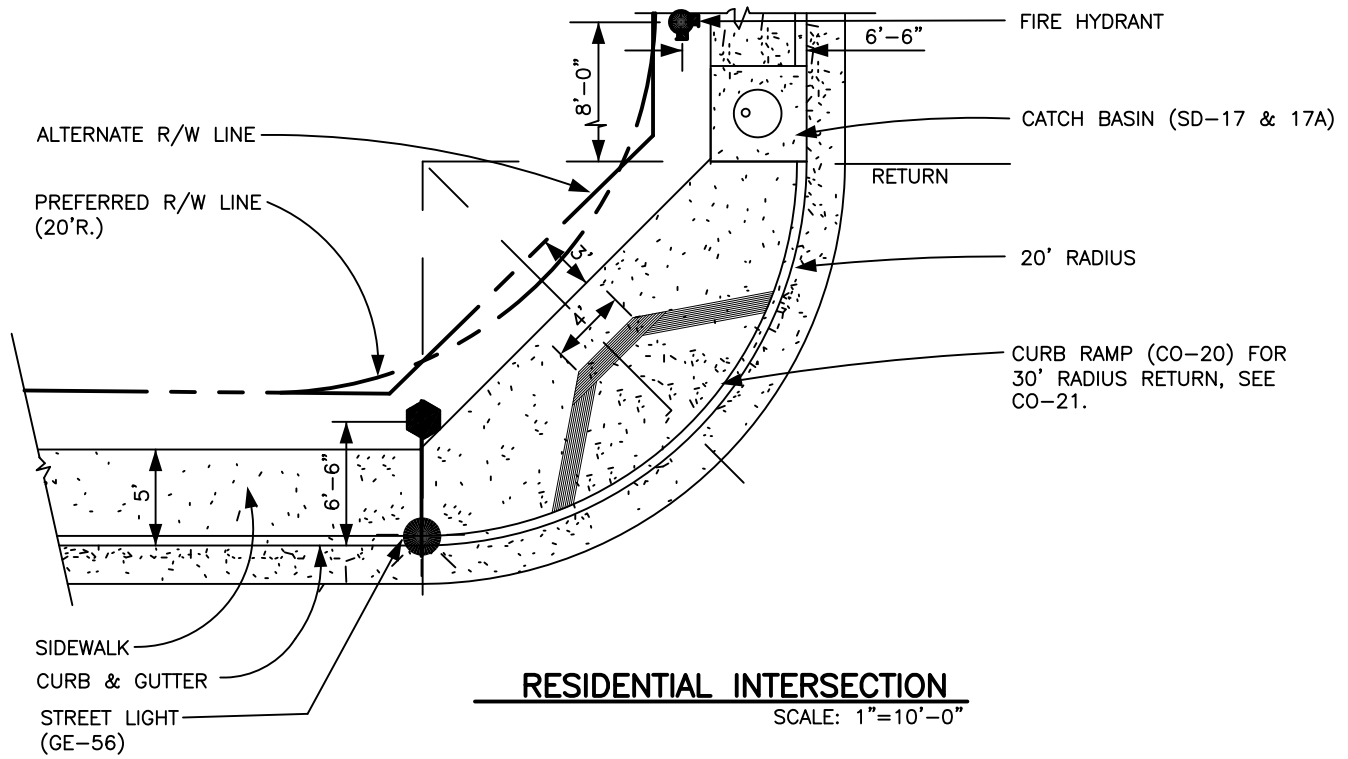 FIRE HYDRANT
6'-6"
8'-0"
CATCH BASIN (SD-17 & 17A)
ALTERNATE R/W LINE
RETURN
PREFERRED R/W LINE
(20'R.)
3'
20' RADIUS
4'
CURB RAMP (CO-20) FOR
30' RADIUS RETURN, SEE
CO-21.
5'
6'-6"
SIDEWALK
CURB & GUTTER
STREET LIGHT
(GE-56)
RESIDENTIAL INTERSECTION
SCALE: 1"=10'-0"